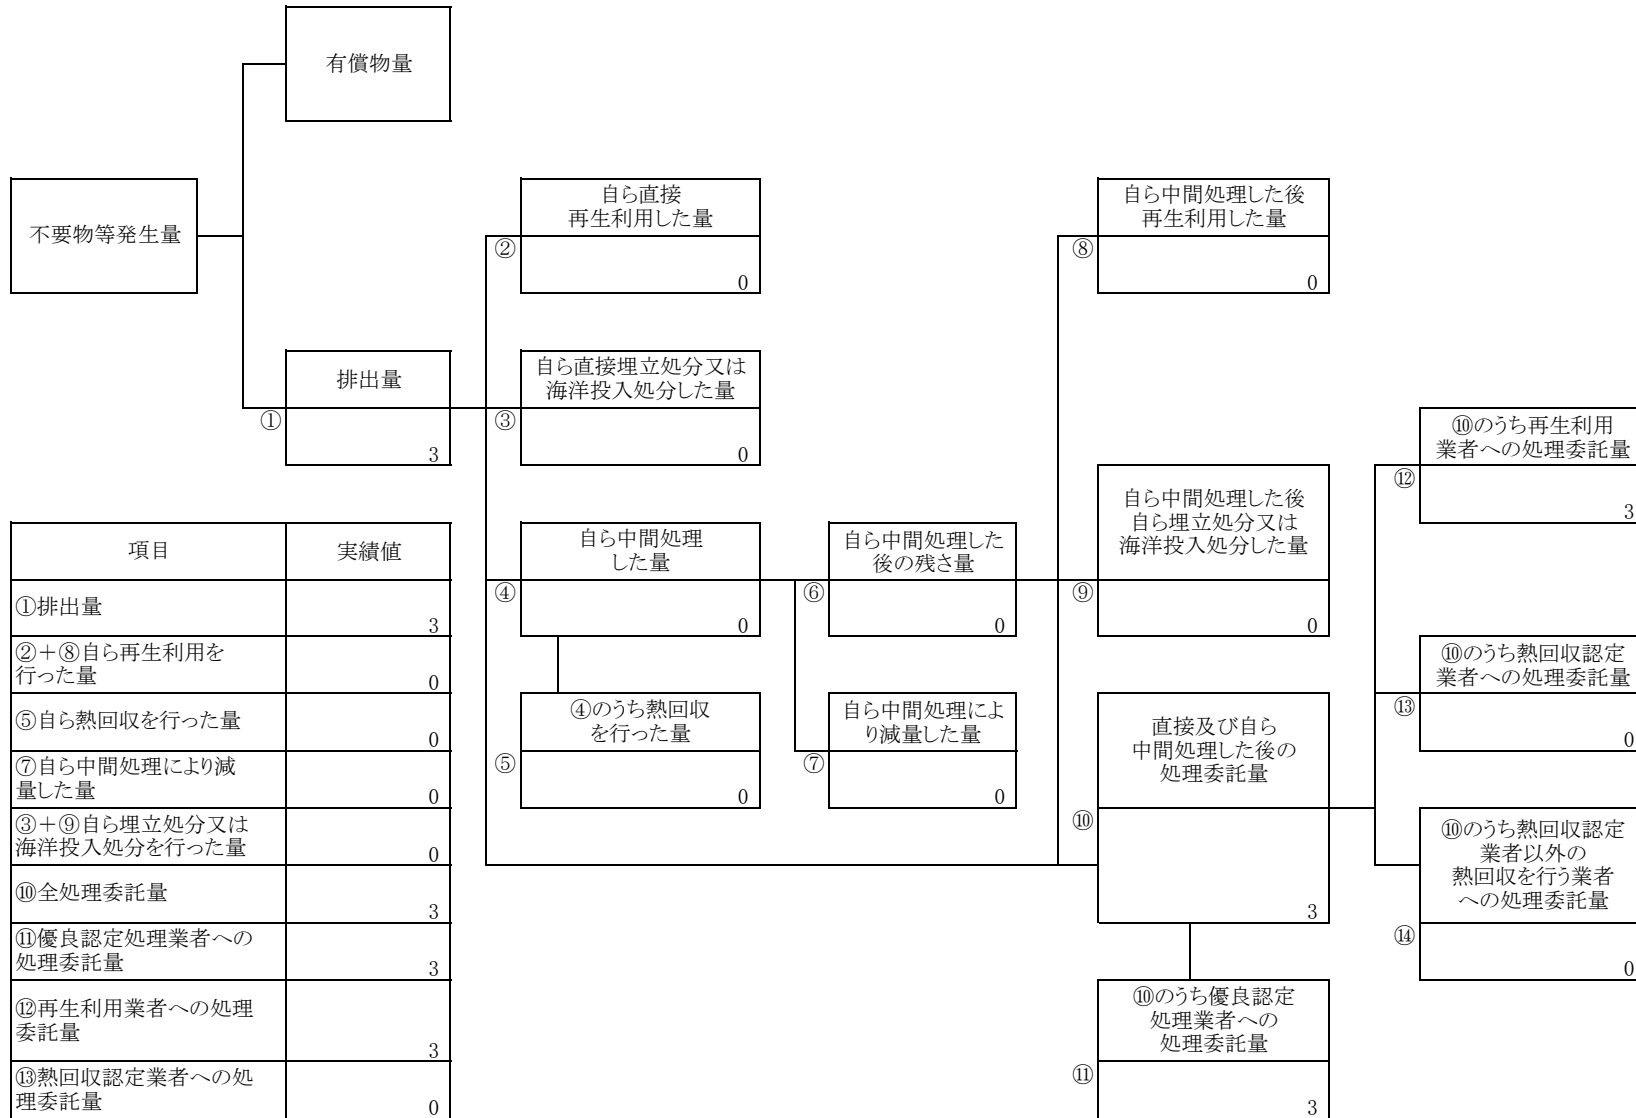 有償物量
不要物等発生量
自ら直接
再生利用した量
②
0
自ら中間処理した後
再生利用した量
⑧
0
排出量
①
3
自ら直接埋立処分又は
海洋投入処分した量
③
0
⑩のうち再生利用
業者への処理委託量
⑫
3
自ら中間処理
した量
④
0
自ら中間処理した
後の残さ量
⑥
0
自ら中間処理した後
自ら埋立処分又は
海洋投入処分した量
⑨
0
⑩のうち熱回収認定
業者への処理委託量
⑬
0
④のうち熱回収
を行った量
⑤
0
自ら中間処理によ
り減量した量
⑦
0
直接及び自ら
中間処理した後の
処理委託量
⑩
3
⑩のうち熱回収認定
業者以外の
熱回収を行う業者
への処理委託量
⑭
0
⑩のうち優良認定
処理業者への
処理委託量
⑪
3
項目 実績値
①排出量 3
②+⑧自ら再生利用を
行った量 0
⑤自ら熱回収を行った量 0
⑦自ら中間処理により減
量した量 0
③+⑨自ら埋立処分又は
海洋投入処分を行った量 0
⑩全処理委託量 3
⑪優良認定処理業者への
処理委託量 3
⑫再生利用業者への処理
委託量 3
⑬熱回収認定業者への処
理委託量 0